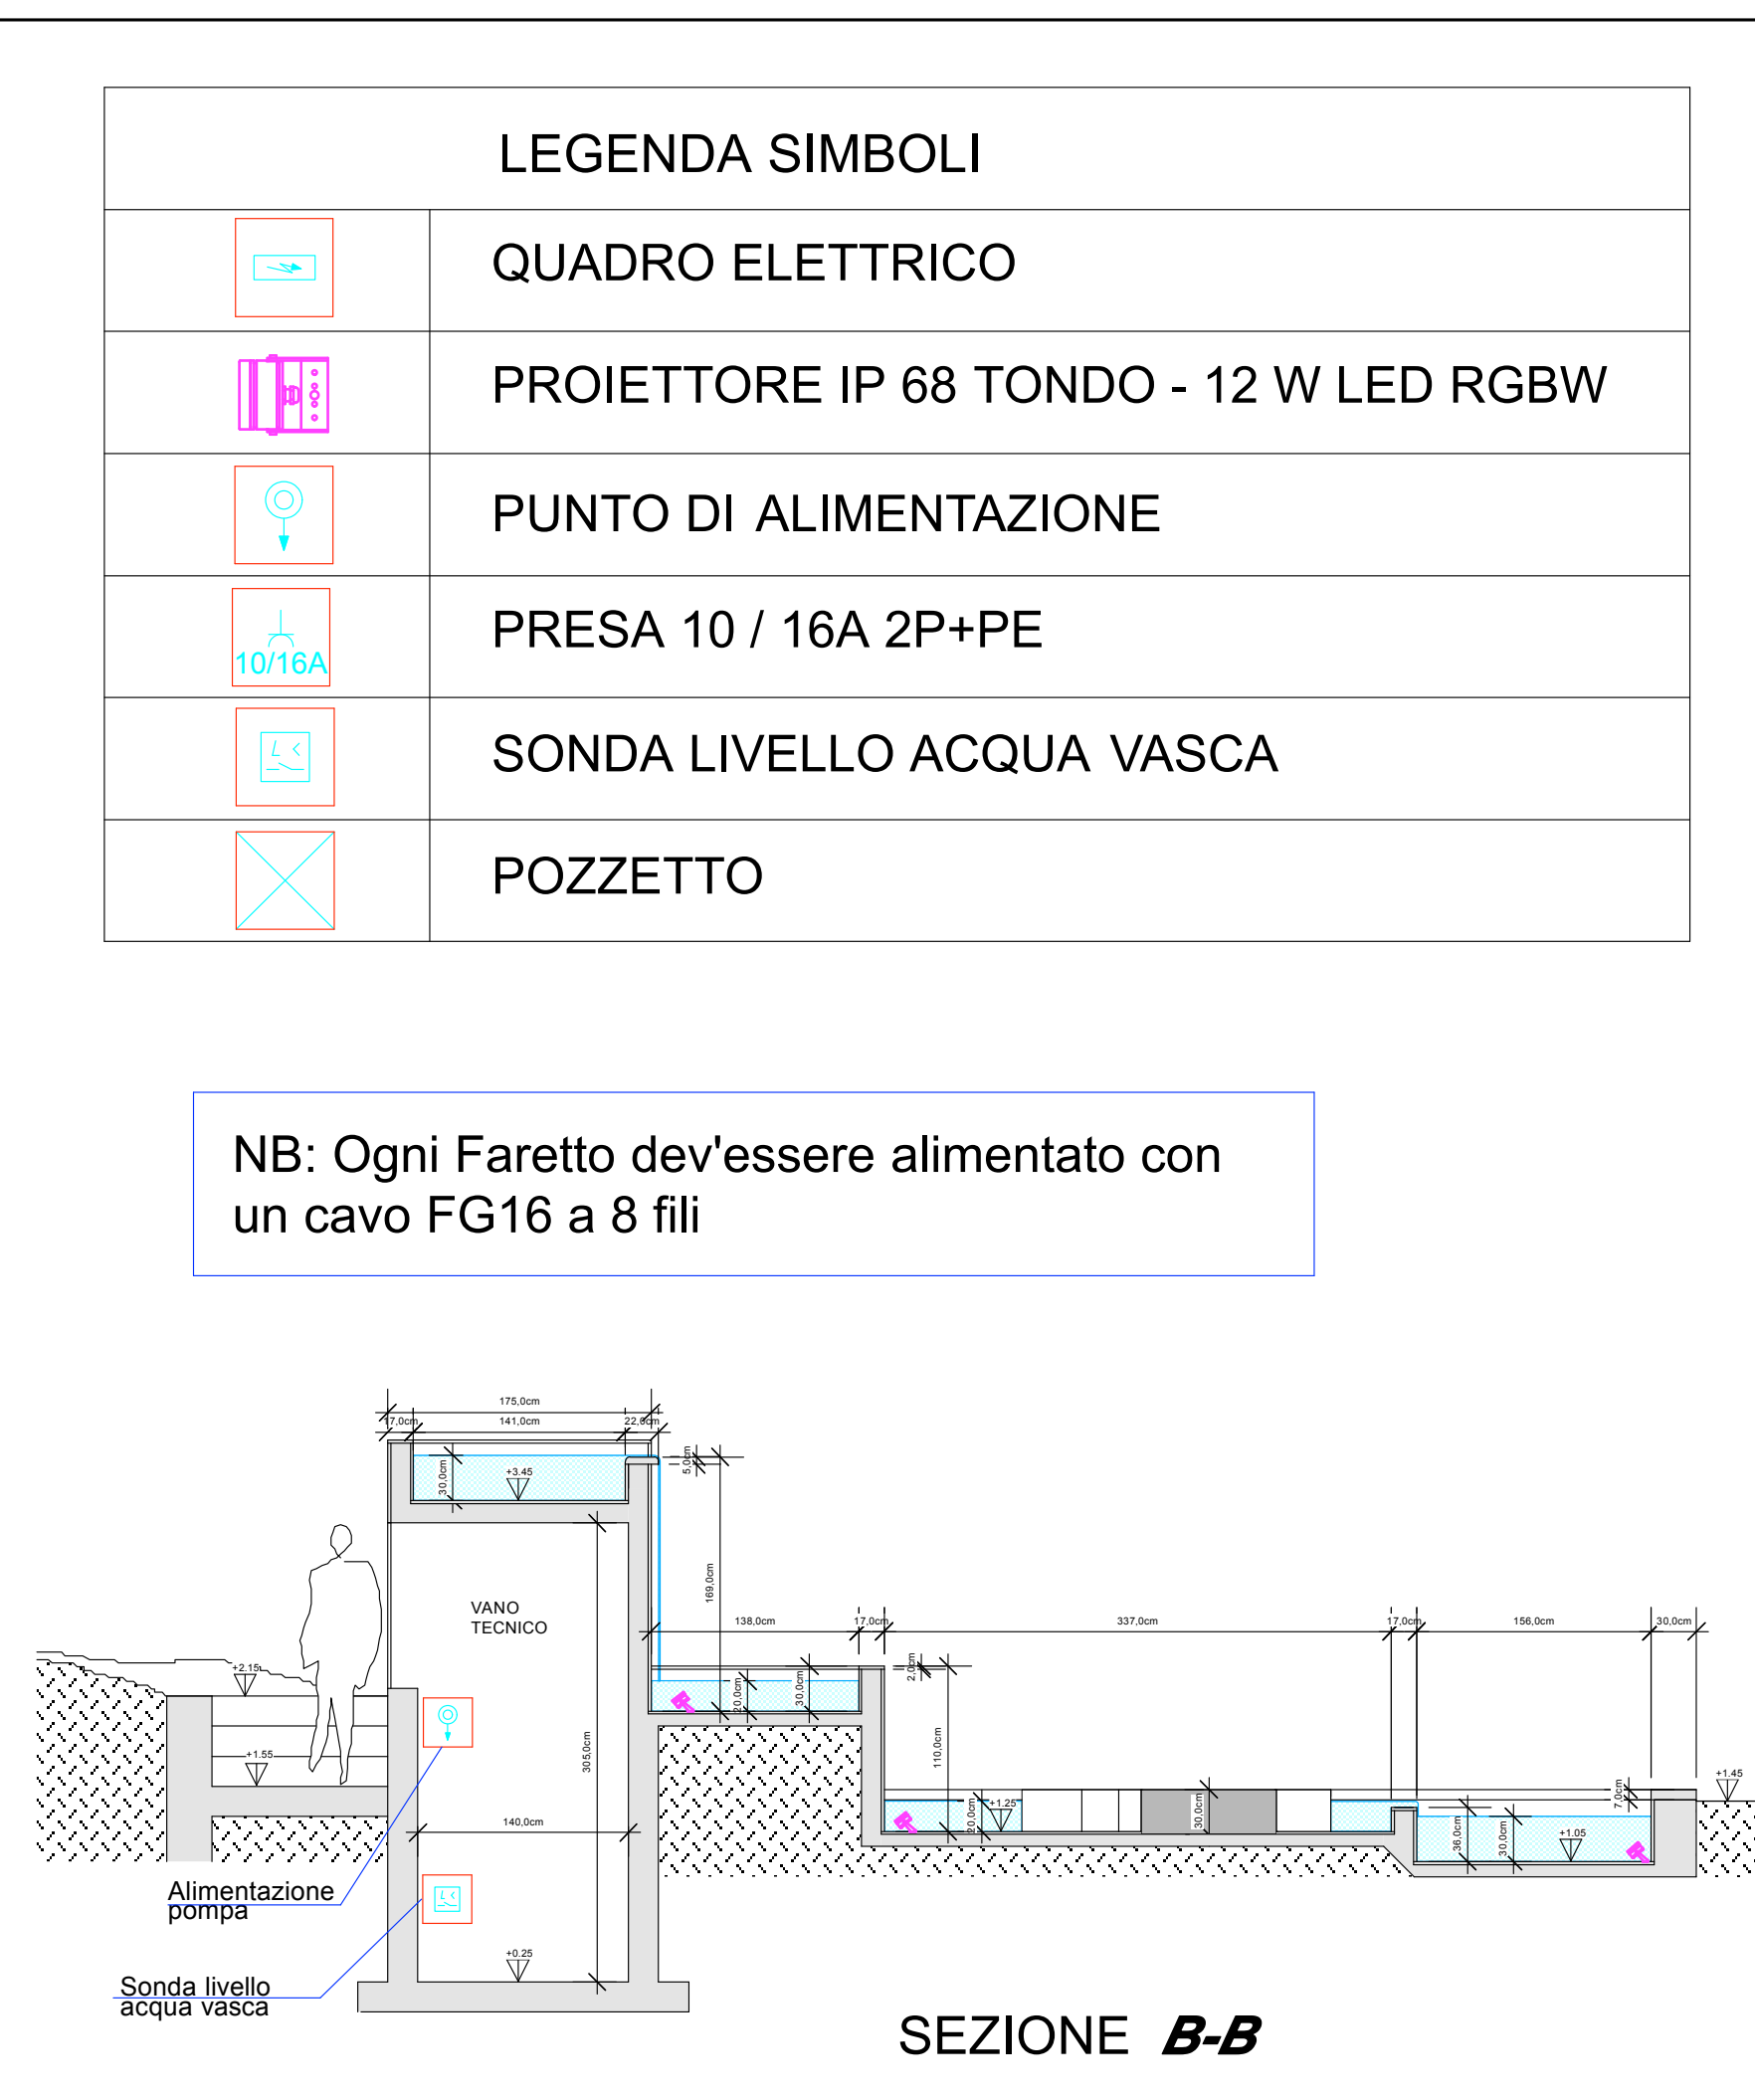 LEGENDA SIMBOLI
QUADRO ELETTRICO
PROIETTORE IP 68 TONDO - 12 W LED RGBW
PUNTO DI ALIMENTAZIONE
10/16A
PRESA 10 / 16A 2P+PE
L <
SONDA LIVELLO ACQUA VASCA
POZZETTO
NB: Ogni Faretto dev'essere alimentato con
un cavo FG16 a 8 fili
175,0cm
17,0cm 141,0cm 22,0cm
5,0cm
30,0cm
+3.45
169,0cm
VANO
TECNICO
138,0cm 17,0cm 337,0cm 17,0cm 156,0cm 30,0cm
+2.15
2,0cm
20,0cm
30,0cm
110,0cm
305,0cm
+1.55
+1.45
7,0cm
+1.25
20,0cm
30,0cm
140,0cm
36,0cm
30,0cm
+1.05
Alimentazione
pompa
L <
+0.25
Sonda livello
acqua vasca
SEZIONE B-B